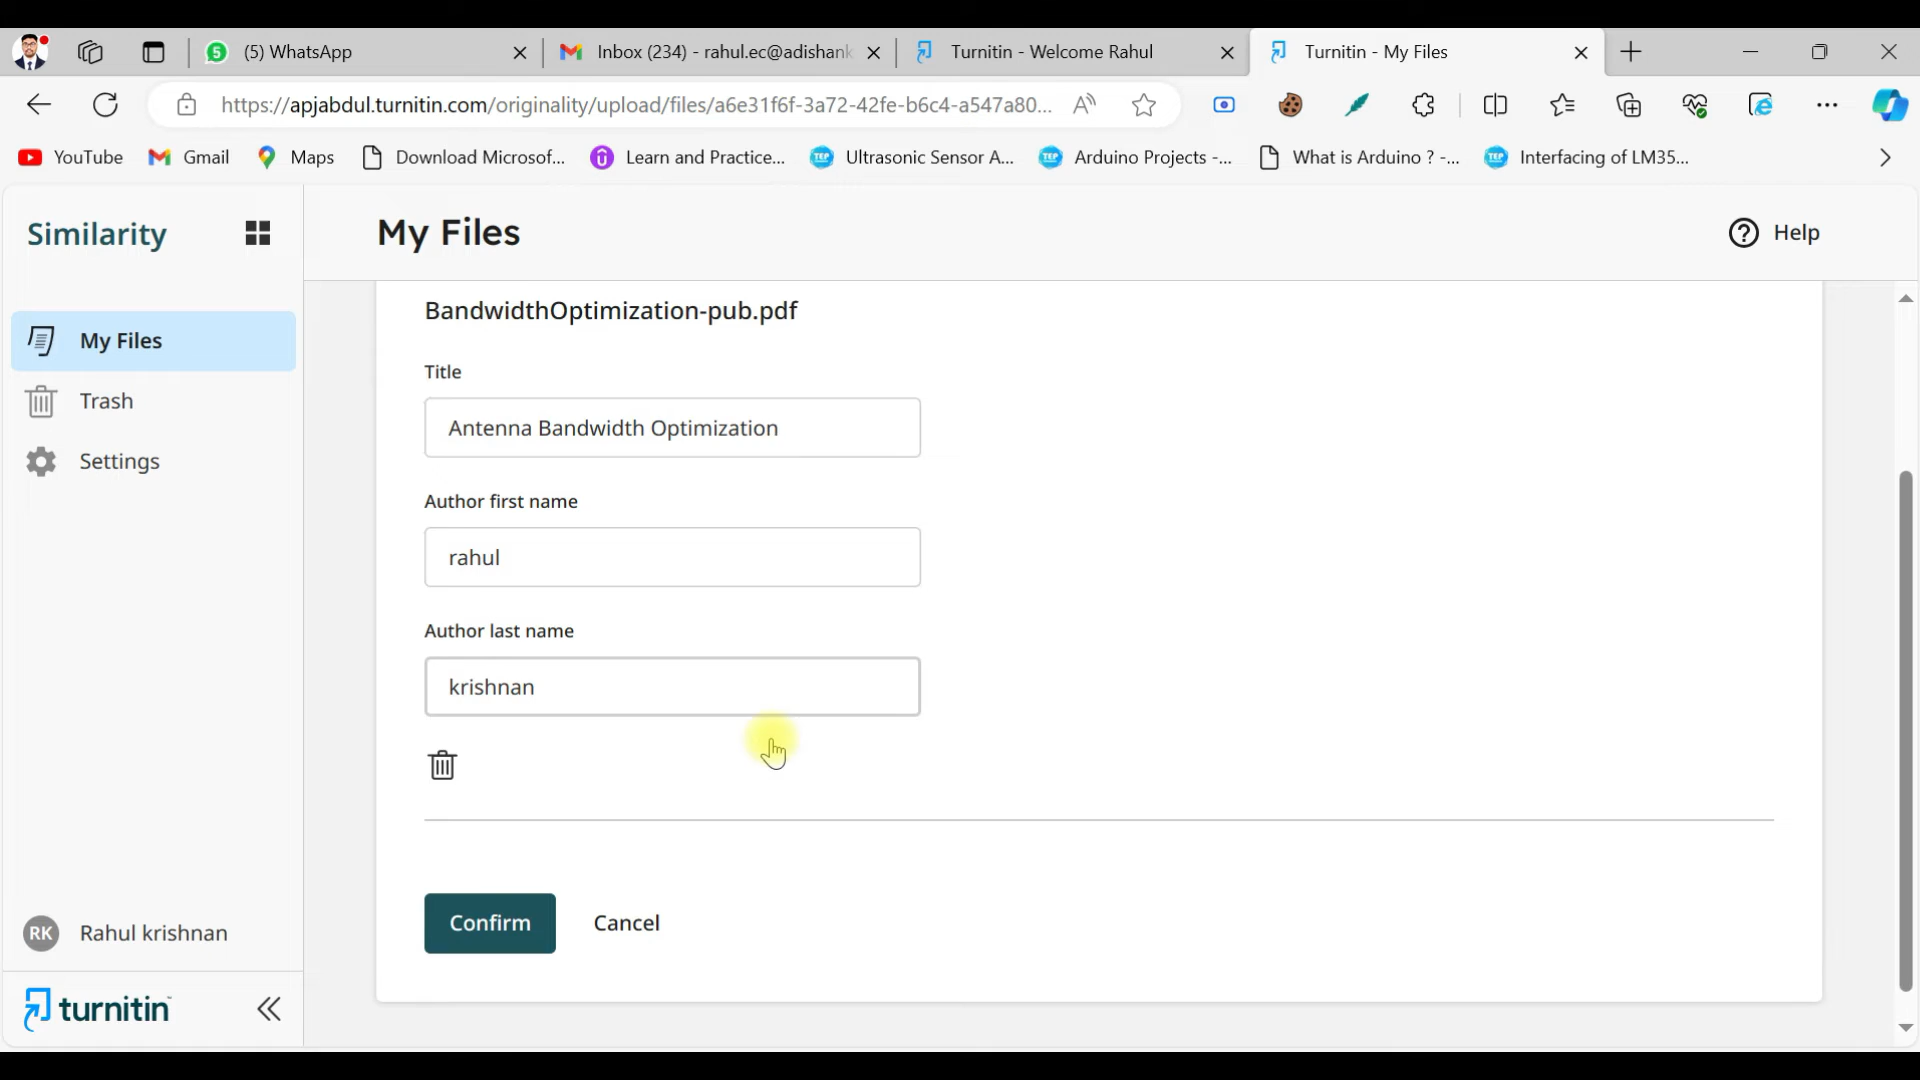 (5) WhatsApp
Inbox (234) - rahul.ec@adishank
Turnitin - Welcome Rahul
Turnitin - My Files
https://apjabdul.turnitin.com/originality/upload/files/a6e31f6f-3a72-42fe-b6c4-a547a80...
YouTube
Gmail
Maps
Download Microsof...
Learn and Practice...
Ultrasonic Sensor A...
Arduino Projects -...
What is Arduino ? -...
Interfacing of LM35...
Similarity
My Files
Help
My Files
Trash
Settings
BandwidthOptimization-pub.pdf
Title
Antenna Bandwidth Optimization
Author first name
rahul
Author last name
krishnan
Confirm
Cancel
RK
Rahul krishnan
turnitin